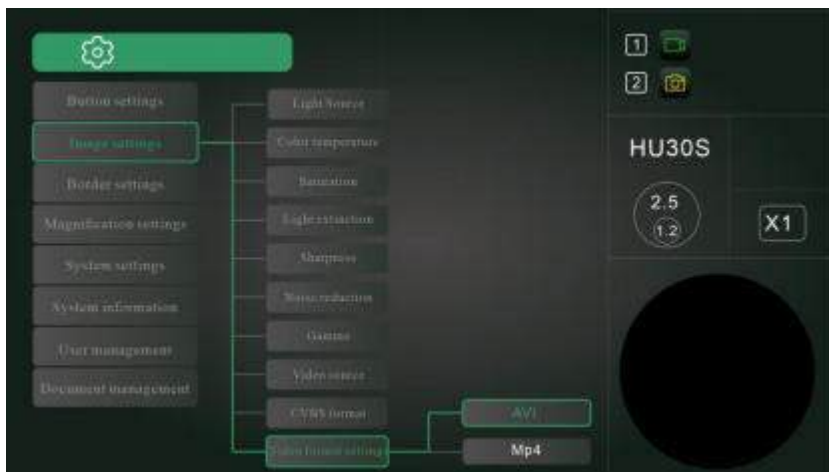 Button settings
Image settings
Border settings
Magnification settings
System settings
System information
User management
Document management
Light Source
Color temperature
Saturation
Light extraction
Sharpness
Noise reduction
Gamma
Video source
CVBS format
Video format settings
AVI
Mp4
1
2
HU30S
2.5
1.2
X1